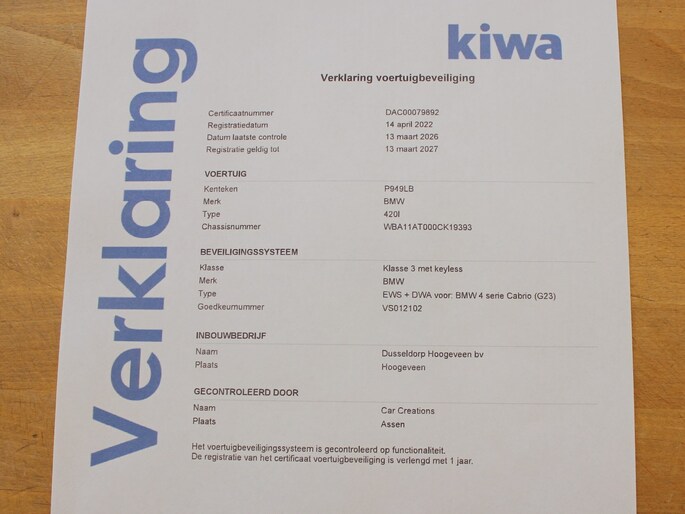 kiwa
Verklaring
Verklaring voertuigbeveiliging
Certificaatnummer DAC00079892
Registratiedatum 14 april 2022
Datum laatste controle 13 maart 2026
Registratie geldig tot 13 maart 2027
VOERTUIG
Kenteken P949LB
Merk BMW
Type 420I
Chassisnummer WBA11AT000CK19393
BEVEILIGINGSSYSTEEM
Klasse Klasse 3 met keyless
Merk BMW
Type EWS + DWA voor: BMW 4 serie Cabrio (G23)
Goedkeurnummer VS012102
INBOUWBEDRIJF
Naam Dusseldorp Hoogeveen bv
Plaats Hoogeveen
GECONTROLEERD DOOR
Naam Car Creations
Plaats Assen
Het voertuigbeveiligingssysteem is gecontroleerd op functionaliteit.
De registratie van het certificaat voertuigbeveiliging is verlengd met 1 jaar.